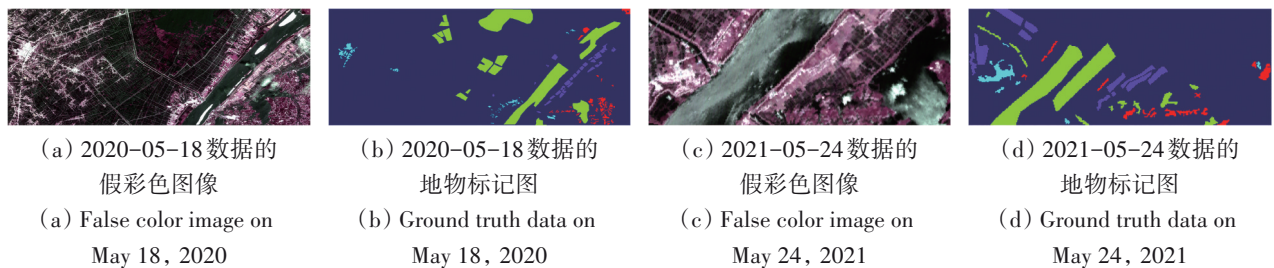 (a) 2020-05-18数据的
假彩色图像
(a) False color image on
May 18, 2020
(b) 2020-05-18数据的
地物标记图
(b) Ground truth data on
May 18, 2020
(c) 2021-05-24数据的
假彩色图像
(c) False color image on
May 24, 2021
(d) 2021-05-24数据的
地物标记图
(d) Ground truth data on
May 24, 2021